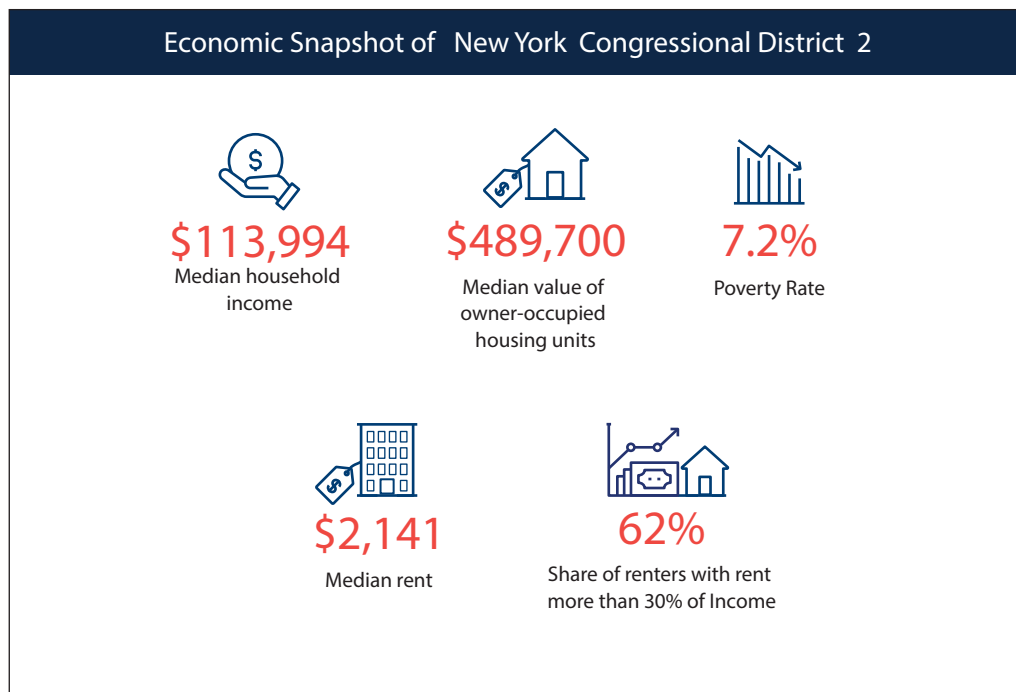 Economic Snapshot of New York Congressional District 2
$
$113,994
Median household
income
$
$489,700
Median value of
owner-occupied
housing units
7.2%
Poverty Rate
$
$2,141
Median rent
62%
Share of renters with rent
more than 30% of Income